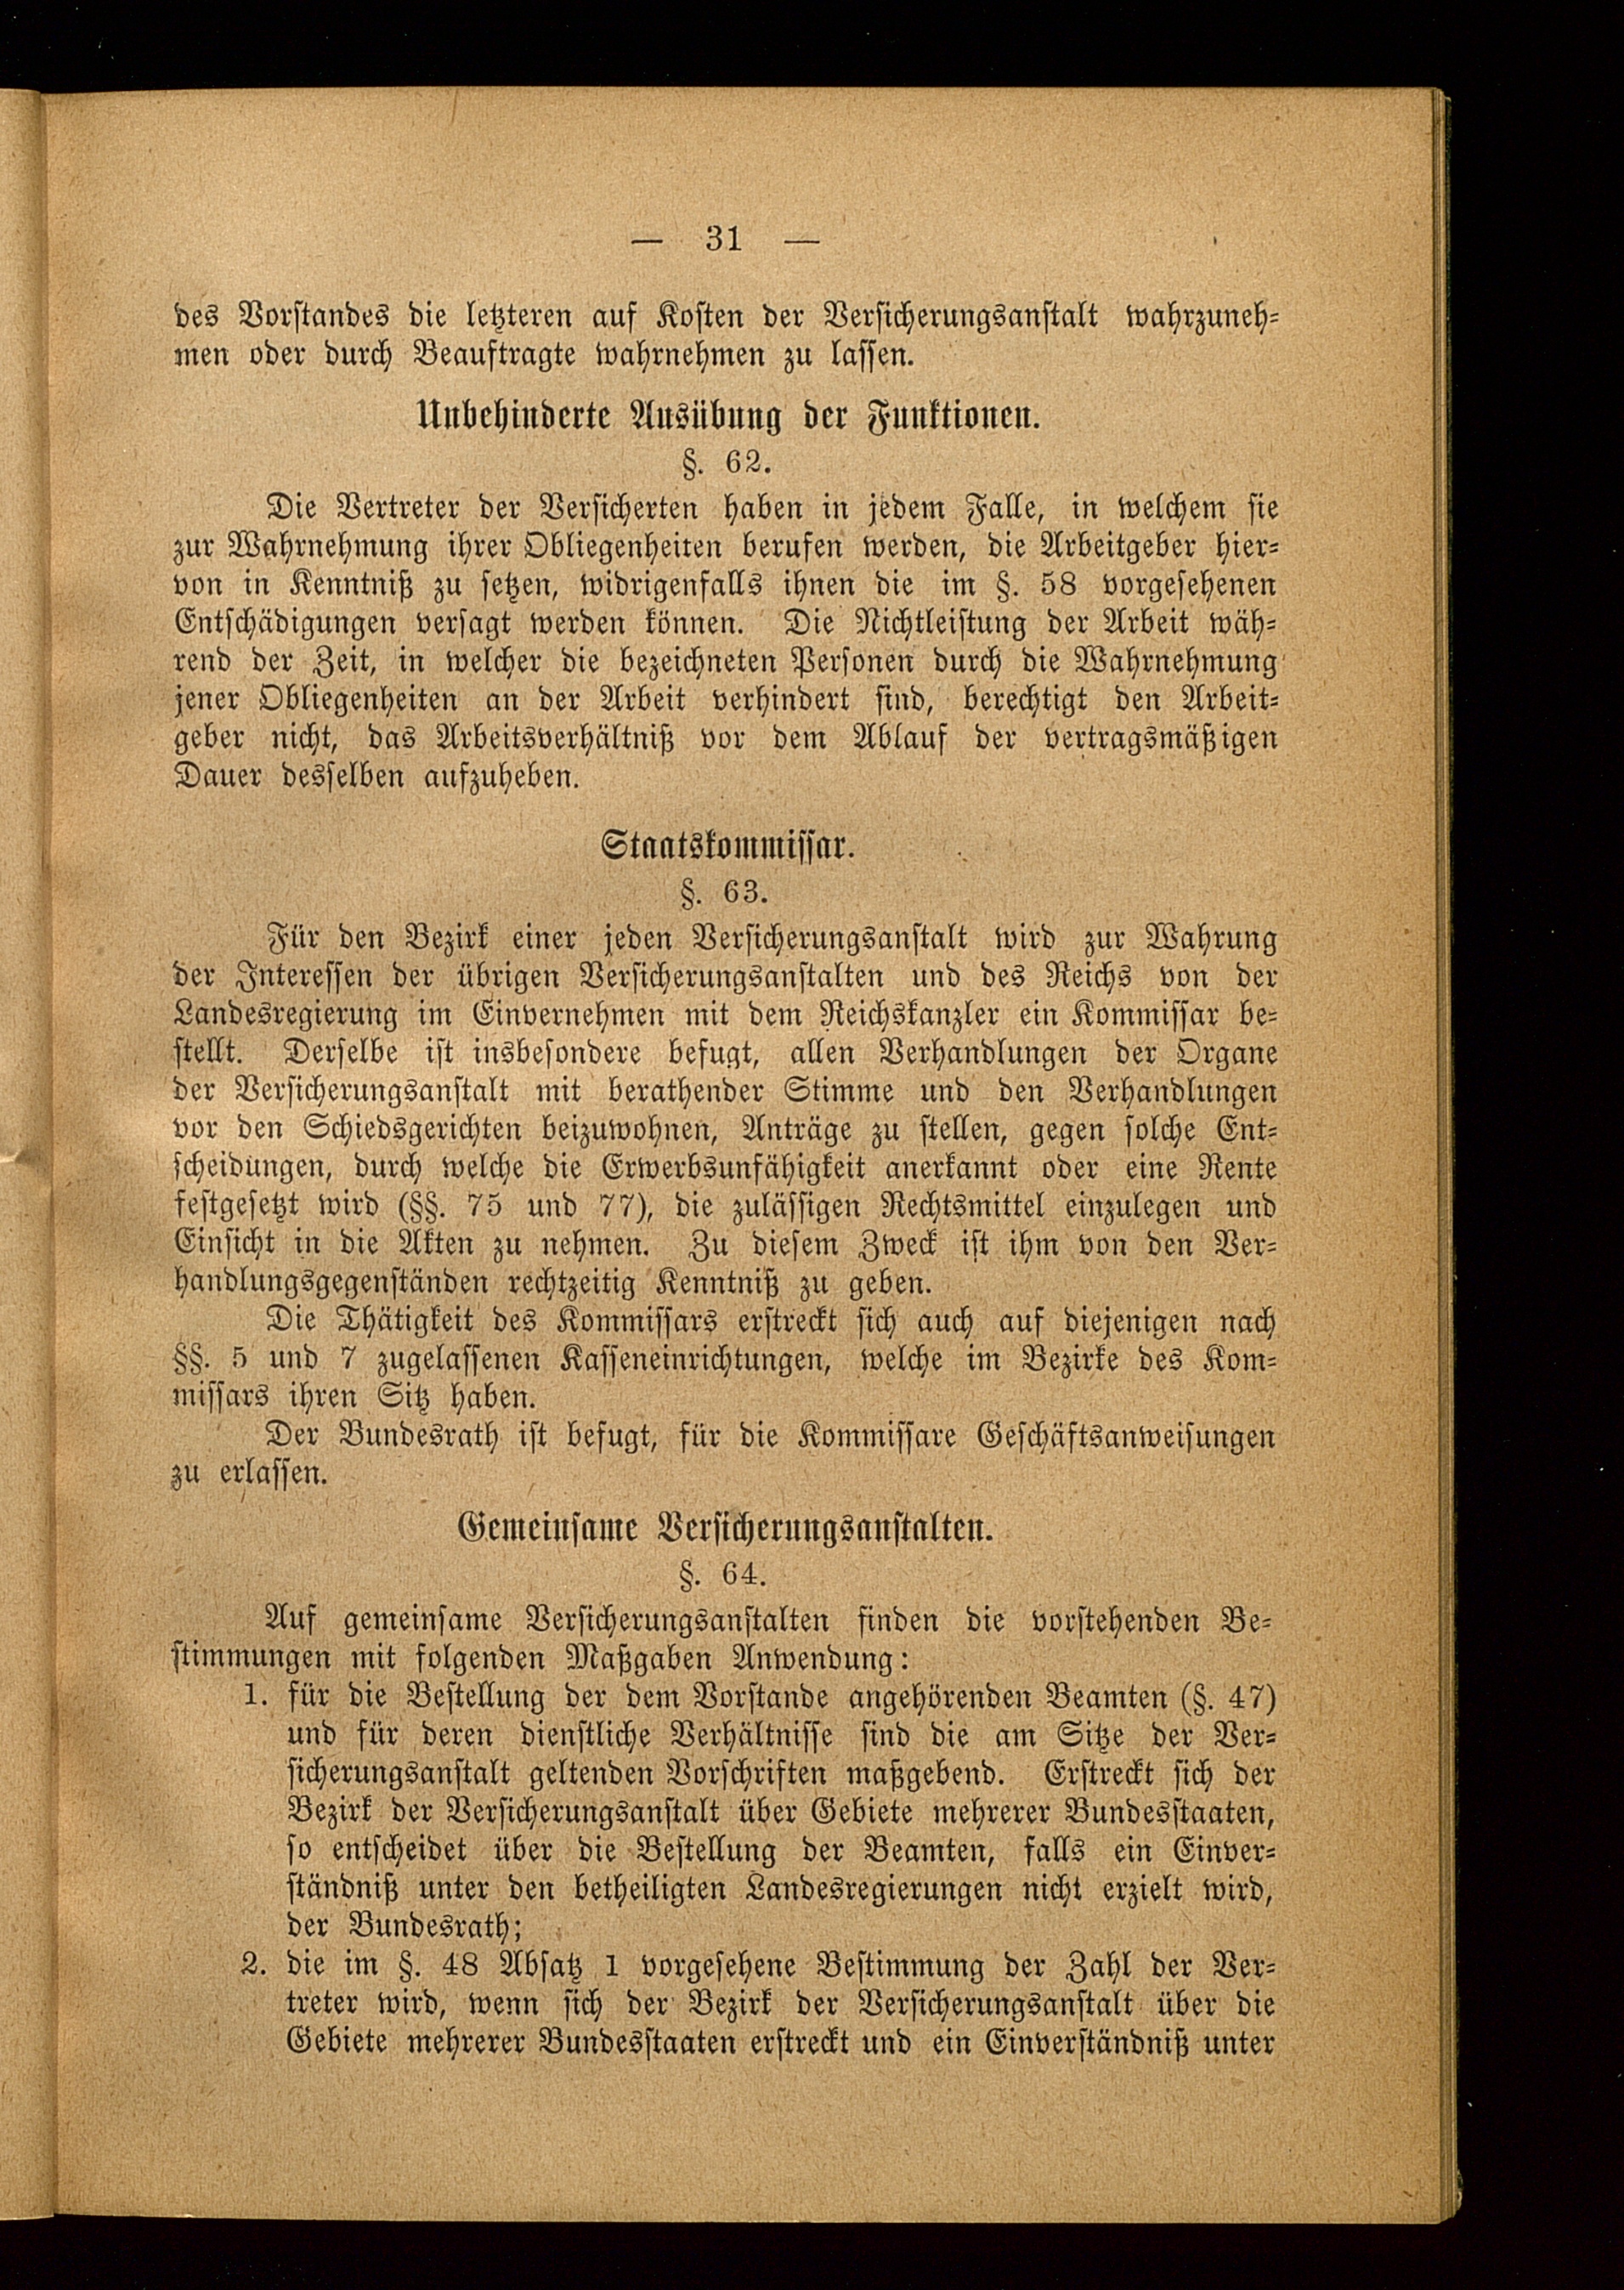 — 31 —
des Vorstandes die letzteren auf Kosten der Versicherungsanstalt wahrzuneh-
men oder durch Beauftragte wahrnehmen zu lassen.
Unbehinderte Ausübung der Funktionen.
§. 62.
Die Vertreter der Versicherten haben in jedem Falle, in welchem sie
zur Wahrnehmung ihrer Obliegenheiten berufen werden, die Arbeitgeber hier-
von in Kenntniß zu setzen, widrigenfalls ihnen die im §. 58 vorgesehenen
Entschädigungen versagt werden können. Die Nichtleistung der Arbeit wäh-
rend der Zeit, in welcher die bezeichneten Personen durch die Wahrnehmung
jener Obliegenheiten an der Arbeit verhindert sind, berechtigt den Arbeit-
geber nicht, das Arbeitsverhältniß vor dem Ablauf der vertragsmäßigen
Dauer desselben aufzuheben.
Staatskommissar.
§. 63.
Für den Bezirk einer jeden Versicherungsanstalt wird zur Wahrung
der Interessen der übrigen Versicherungsanstalten und des Reichs von der
Landesregierung im Einvernehmen mit dem Reichskanzler ein Kommissar be-
stellt. Derselbe ist insbesondere befugt, allen Verhandlungen der Organe
der Versicherungsanstalt mit berathender Stimme und den Verhandlungen
vor den Schiedsgerichten beizuwohnen, Anträge zu stellen, gegen solche Ent-
scheidungen, durch welche die Erwerbsunfähigkeit anerkannt oder eine Rente
festgesetzt wird (§§. 75 und 77), die zulässigen Rechtsmittel einzulegen und
Einsicht in die Akten zu nehmen. Zu diesem Zweck ist ihm von den Ver-
handlungsgegenständen rechtzeitig Kenntniß zu geben.
Die Thätigkeit des Kommissars erstreckt sich auch auf diejenigen nach
§§. 5 und 7 zugelassenen Kasseneinrichtungen, welche im Bezirke des Kom-
missars ihren Sitz haben.
Der Bundesrath ist befugt, für die Kommissare Geschäftsanweisungen
zu erlassen.
Gemeinsame Versicherungsanstalten.
§. 64.
Auf gemeinsame Versicherungsanstalten finden die vorstehenden Be-
stimmungen mit folgenden Maßgaben Anwendung:
1. für die Bestellung der dem Vorstande angehörenden Beamten (§. 47)
und für deren dienstliche Verhältnisse sind die am Sitze der Ver-
sicherungsanstalt geltenden Vorschriften maßgebend. Erstreckt sich der
Bezirk der Versicherungsanstalt über Gebiete mehrerer Bundesstaaten,
so entscheidet über die Bestellung der Beamten, falls ein Einver-
ständniß unter den betheiligten Landesregierungen nicht erzielt wird,
der Bundesrath;
2. die im §. 48 Absatz 1 vorgesehene Bestimmung der Zahl der Ver-
treter wird, wenn sich der Bezirk der Versicherungsanstalt über die
Gebiete mehrerer Bundesstaaten erstreckt und ein Einverständniß unter